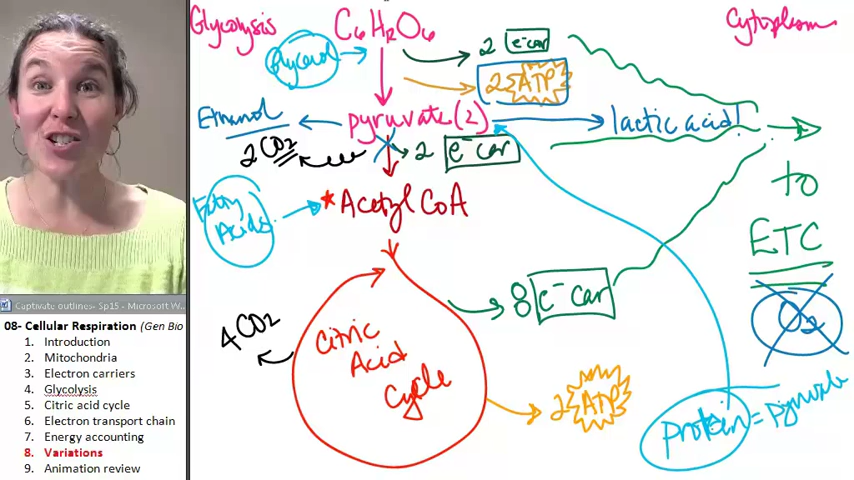 Glycolysis
C6H2O6
Cytoplasm
glycerol
2 e- car
2 ATP
Ethanol
pyruvate (2)
lactic acid
2 CO2
2 e- car
to
ETC
Fatty
Acids
* Acetyl CoA
8 e- car
O2
4 CO2
Citric
Acid
Cycle
2 ATP
protein = pyruvate
Captivate outlines- Sp15 - Microsoft W...
08- Cellular Respiration (Gen Bio
1. Introduction
2. Mitochondria
3. Electron carriers
4. Glycolysis
5. Citric acid cycle
6. Electron transport chain
7. Energy accounting
8. Variations
9. Animation review